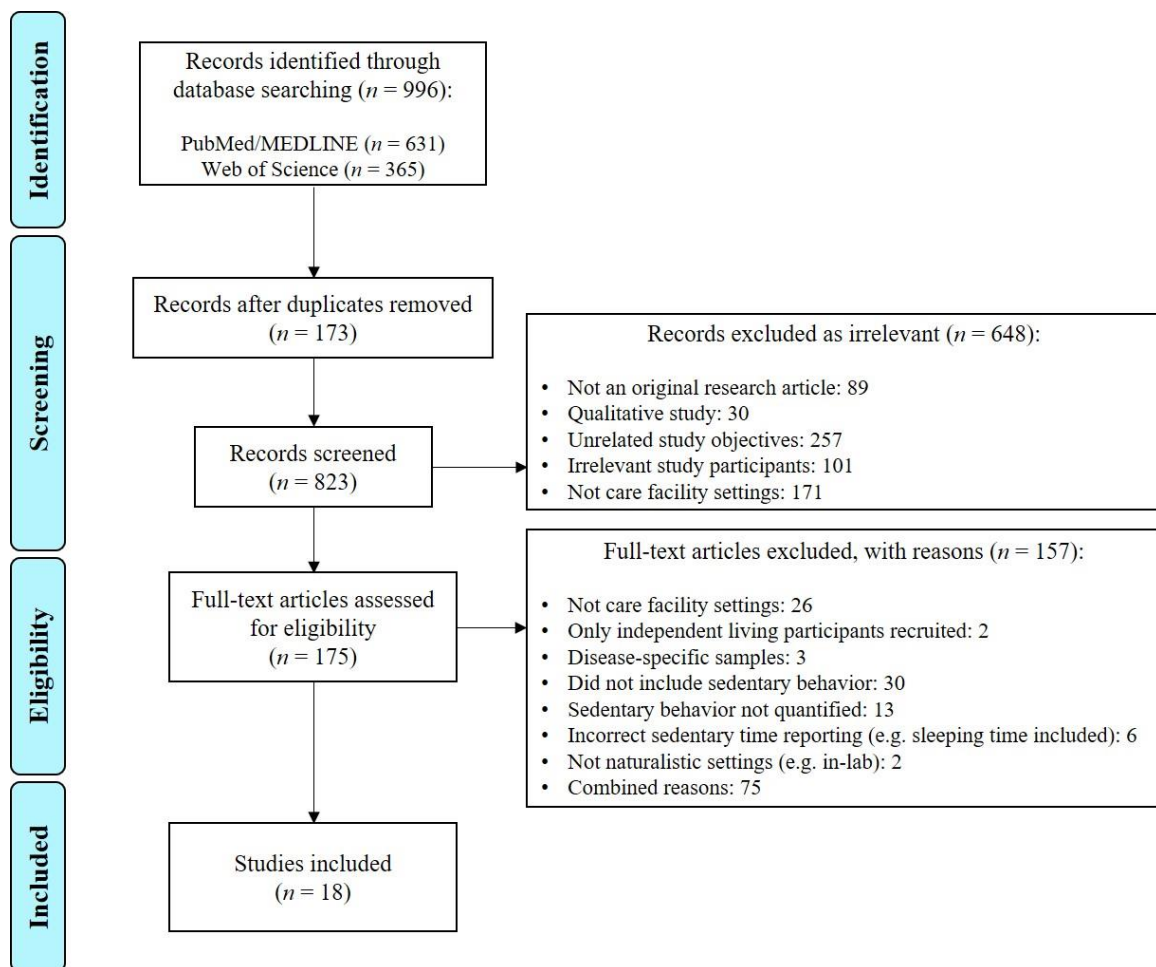 Identification
Records identified through
database searching (n = 996):
PubMed/MEDLINE (n = 631)
Web of Science (n = 365)
Screening
Records after duplicates removed
(n = 173)
Records screened
(n = 823)
Records excluded as irrelevant (n = 648):
• Not an original research article: 89
• Qualitative study: 30
• Unrelated study objectives: 257
• Irrelevant study participants: 101
• Not care facility settings: 171
Eligibility
Full-text articles assessed
for eligibility
(n = 175)
Full-text articles excluded, with reasons (n = 157):
• Not care facility settings: 26
• Only independent living participants recruited: 2
• Disease-specific samples: 3
• Did not include sedentary behavior: 30
• Sedentary behavior not quantified: 13
• Incorrect sedentary time reporting (e.g. sleeping time included): 6
• Not naturalistic settings (e.g. in-lab): 2
• Combined reasons: 75
Included
Studies included
(n = 18)